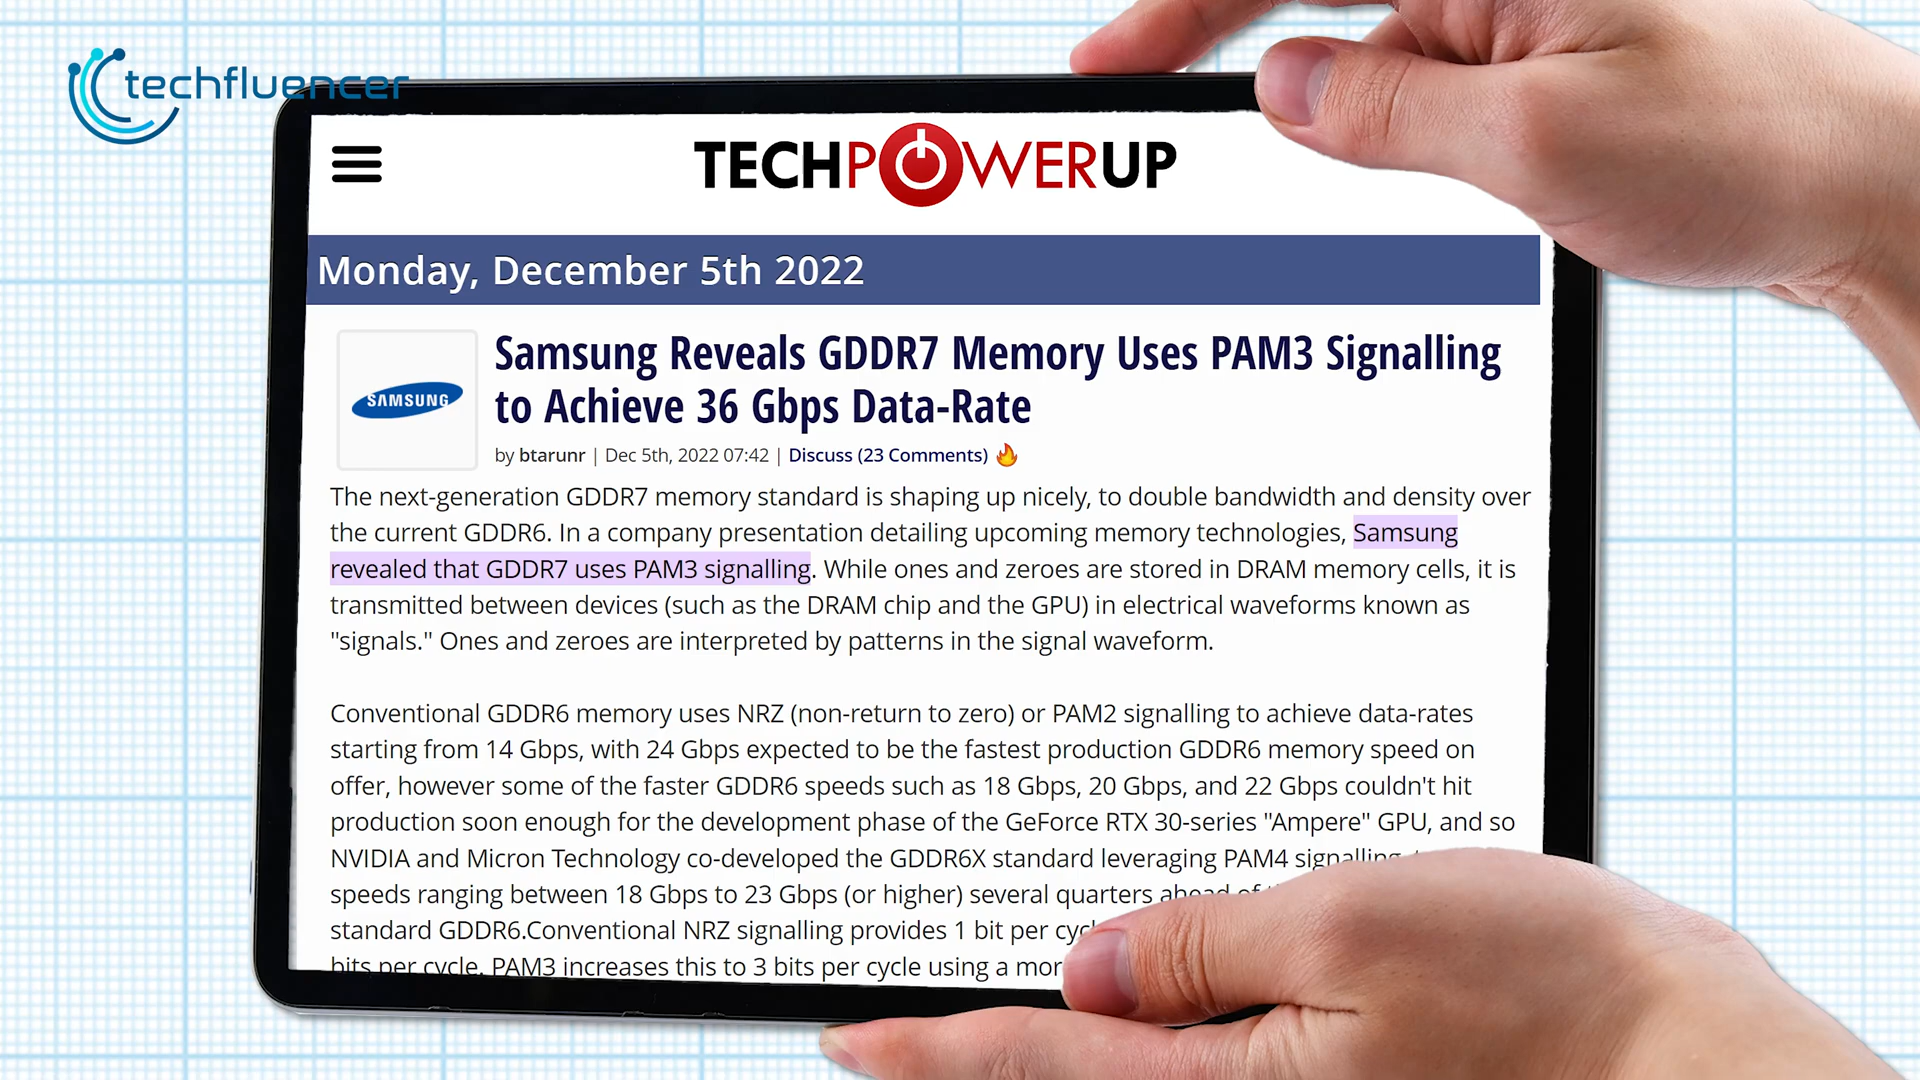 techfluencer
TECHPOWERUP
Monday, December 5th 2022
SAMSUNG
Samsung Reveals GDDR7 Memory Uses PAM3 Signalling
to Achieve 36 Gbps Data-Rate
by btarunr | Dec 5th, 2022 07:42 | Discuss (23 Comments)
The next-generation GDDR7 memory standard is shaping up nicely, to double bandwidth and density over
the current GDDR6. In a company presentation detailing upcoming memory technologies, Samsung
revealed that GDDR7 uses PAM3 signalling. While ones and zeroes are stored in DRAM memory cells, it is
transmitted between devices (such as the DRAM chip and the GPU) in electrical waveforms known as
"signals." Ones and zeroes are interpreted by patterns in the signal waveform.
Conventional GDDR6 memory uses NRZ (non-return to zero) or PAM2 signalling to achieve data-rates
starting from 14 Gbps, with 24 Gbps expected to be the fastest production GDDR6 memory speed on
offer, however some of the faster GDDR6 speeds such as 18 Gbps, 20 Gbps, and 22 Gbps couldn't hit
production soon enough for the development phase of the GeForce RTX 30-series "Ampere" GPU, and so
NVIDIA and Micron Technology co-developed the GDDR6X standard leveraging PAM4 signalling
speeds ranging between 18 Gbps to 23 Gbps (or higher) several quarters ahead of
standard GDDR6.Conventional NRZ signalling provides 1 bit per
bits per cycle. PAM3 increases this to 3 bits per cycle using a